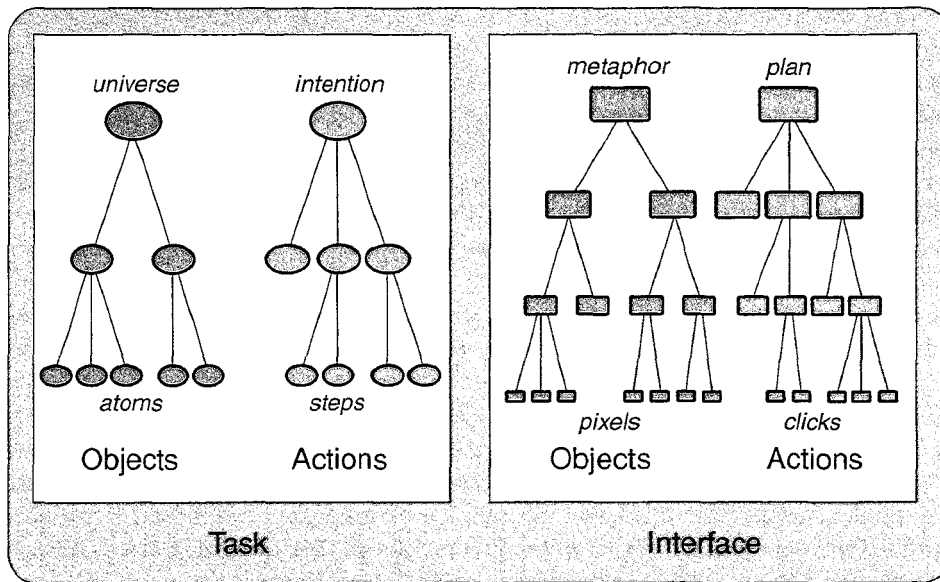 universe
intention
atoms
steps
Objects
Actions
Task
metaphor
plan
pixels
clicks
Objects
Actions
Interface